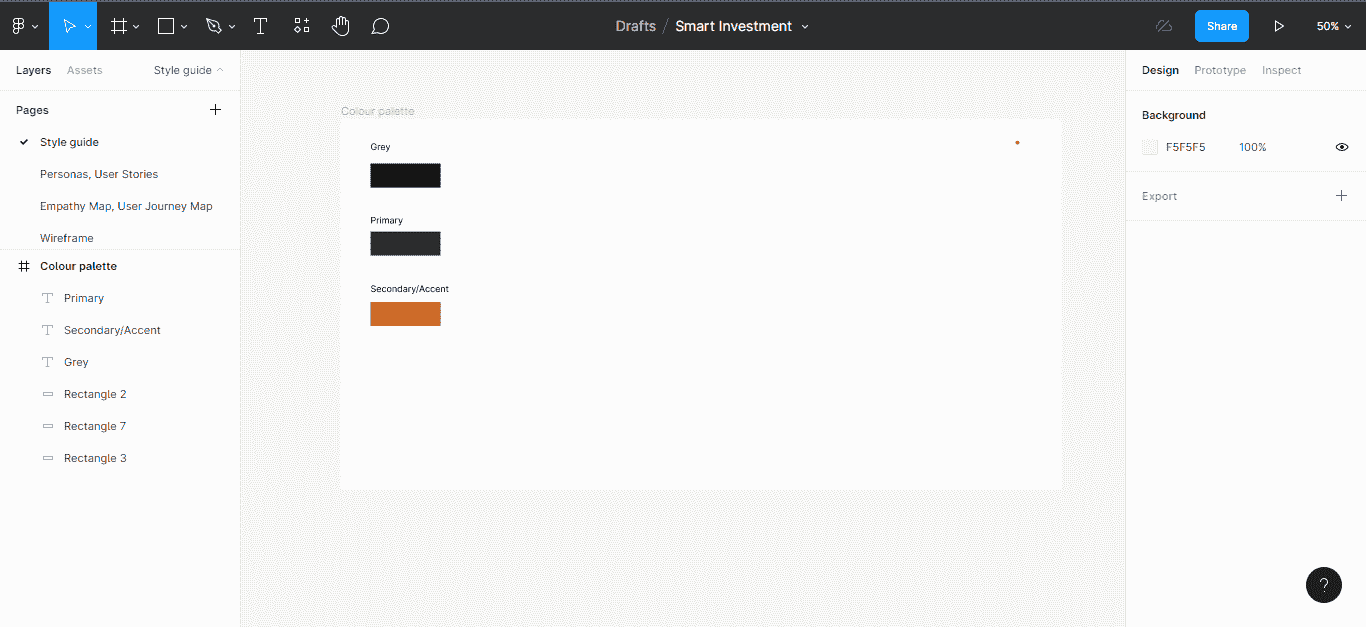 Drafts / Smart Investment
Share
50%
Layers Assets Style guide
Pages
Style guide
Personas, User Stories
Empathy Map, User Journey Map
Wireframe
Colour palette
Primary
Secondary/Accent
Grey
Rectangle 2
Rectangle 7
Rectangle 3
Colour palette
Grey
Primary
Secondary/Accent
Design Prototype Inspect
Background
F5F5F5 100%
Export
?